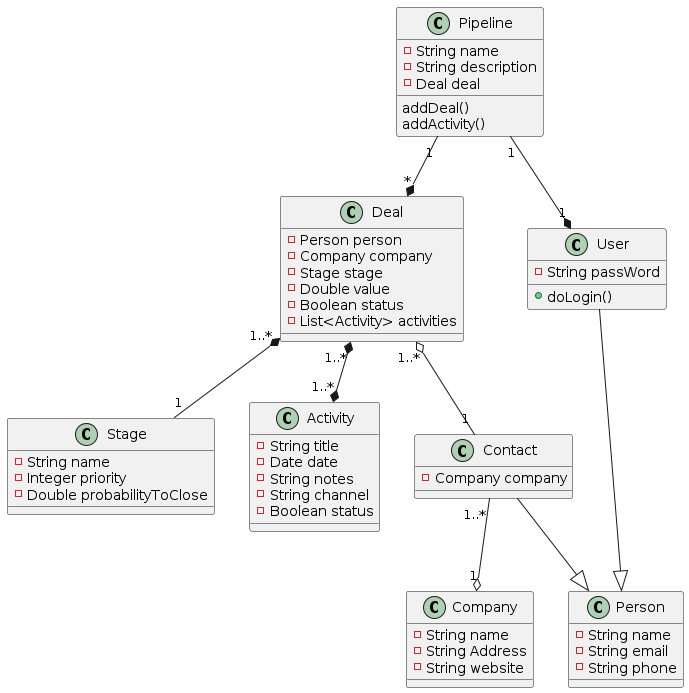 C Pipeline
String name
String description
Deal deal
addDeal()
addActivity()
1
1
*
1
C Deal
Person person
Company company
Stage stage
Double value
Boolean status
List<Activity> activities
C User
String passWord
doLogin()
1..*
1..*
1..*
1
1..*
1
C Stage
String name
Integer priority
Double probabilityToClose
C Activity
String title
Date date
String notes
String channel
Boolean status
C Contact
Company company
1..*
1
C Company
String name
String Address
String website
C Person
String name
String email
String phone